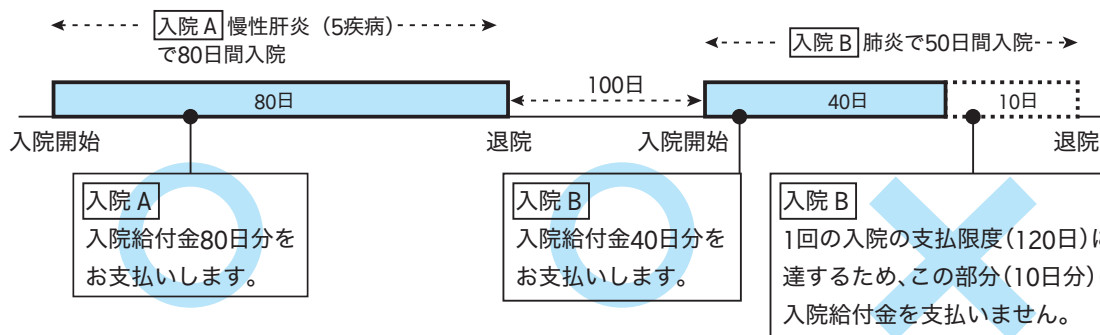 入院 A 慢性肝炎（5疾病）
で80日間入院
入院 B 肺炎で50日間入院
80日
100日
40日
10日
入院開始
退院
入院開始
退院
入院 A
入院給付金80日分を
お支払いします。
入院 B
入院給付金40日分を
お支払いします。
入院 B
1回の入院の支払限度（120日）に
達するため、この部分（10日分）
入院給付金を支払いません。